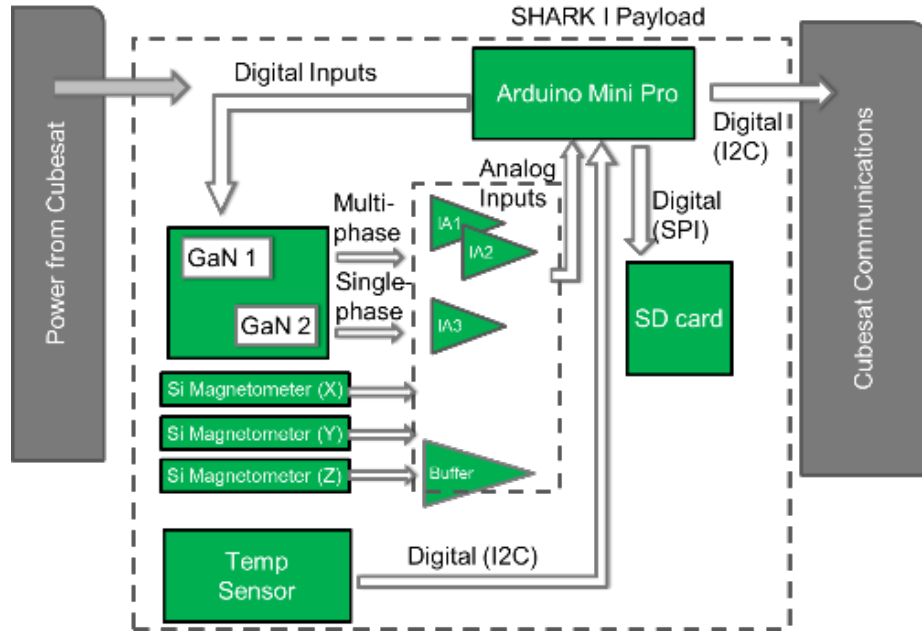 SHARK I Payload
Power from Cubesat
Digital Inputs
Arduino Mini Pro
Digital
(I2C)
Cubesat Communications
Analog
Inputs
Digital
(SPI)
Multi-
phase
IA1
IA2
GaN 1
Single-
phase
GaN 2
IA3
SD card
Si Magnetometer (X)
Si Magnetometer (Y)
Si Magnetometer (Z)
Buffer
Temp
Sensor
Digital (I2C)